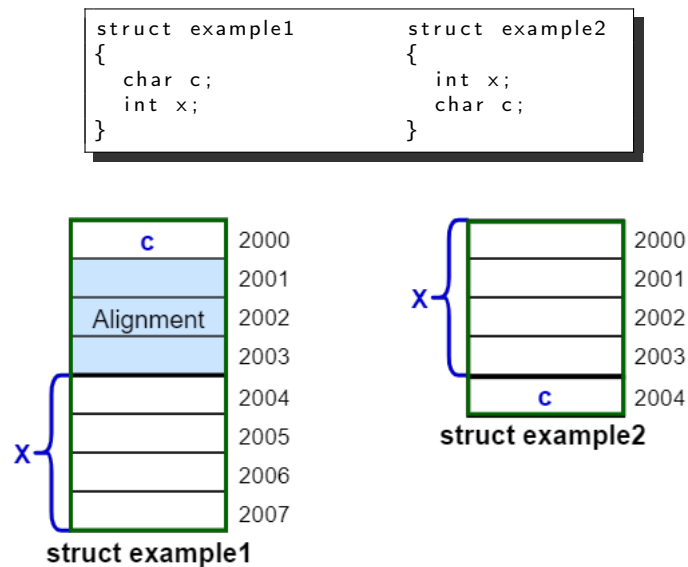 struct example1
{
char c;
int x;
}
struct example2
{
int x;
char c;
}
c 2000
2001
Alignment 2002
2003
2004
2005
X
2006
2007
struct example1
2000
2001
X
2002
2003
c 2004
struct example2